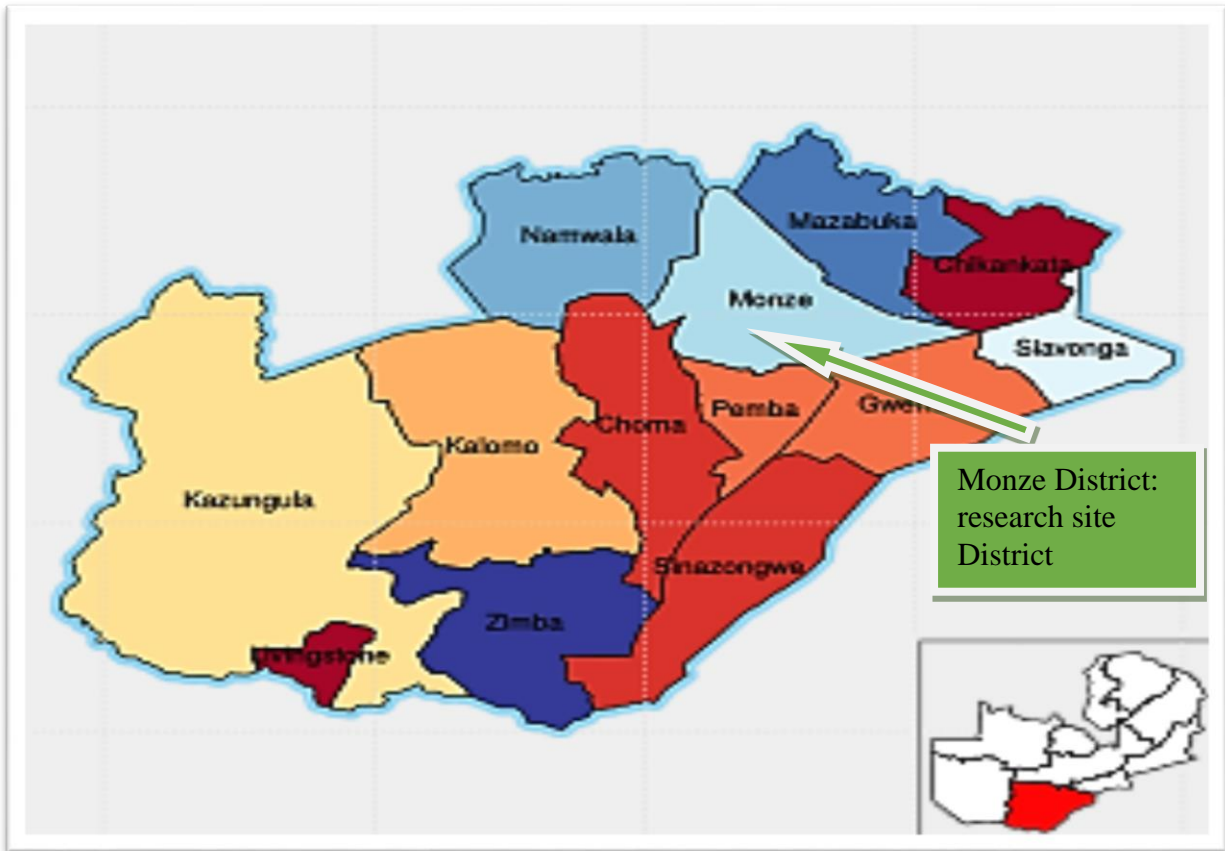 Namwala
Mazabuka
Chikankata
Monze
Siavonga
Pemba
Choma
Kalomo
Kazungula
Sinazongwe
Zimba
Livingstone
Monze District:
research site
District